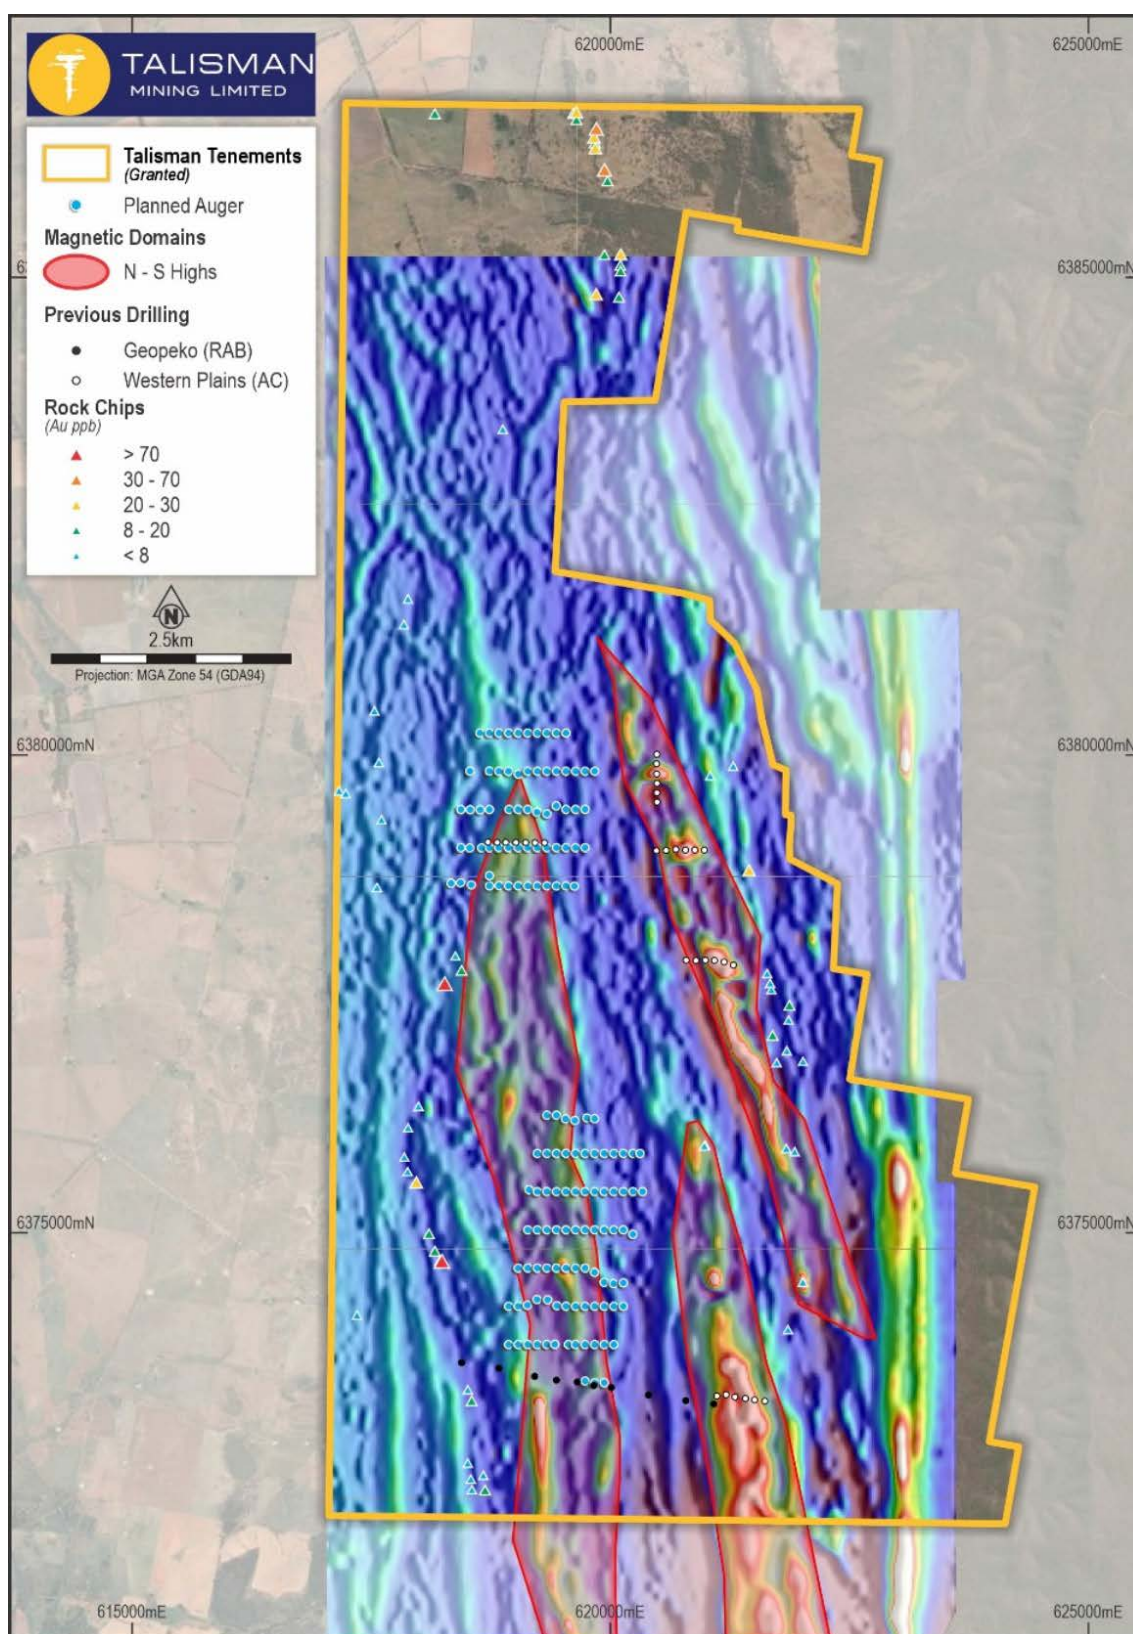 620000mE
625000mE
TALISMAN
MINING LIMITED
Talisman Tenements
(Granted)
Planned Auger
Magnetic Domains
N - S Highs
Previous Drilling
Geopeko (RAB)
Western Plains (AC)
Rock Chips
(Au ppb)
> 70
30 - 70
20 - 30
8 - 20
< 8
6385000mN
N
2.5km
Projection: MGA Zone 54 (GDA94)
6380000mN
6380000mN
6375000mN
6375000mN
615000mE
620000mE
625000mE